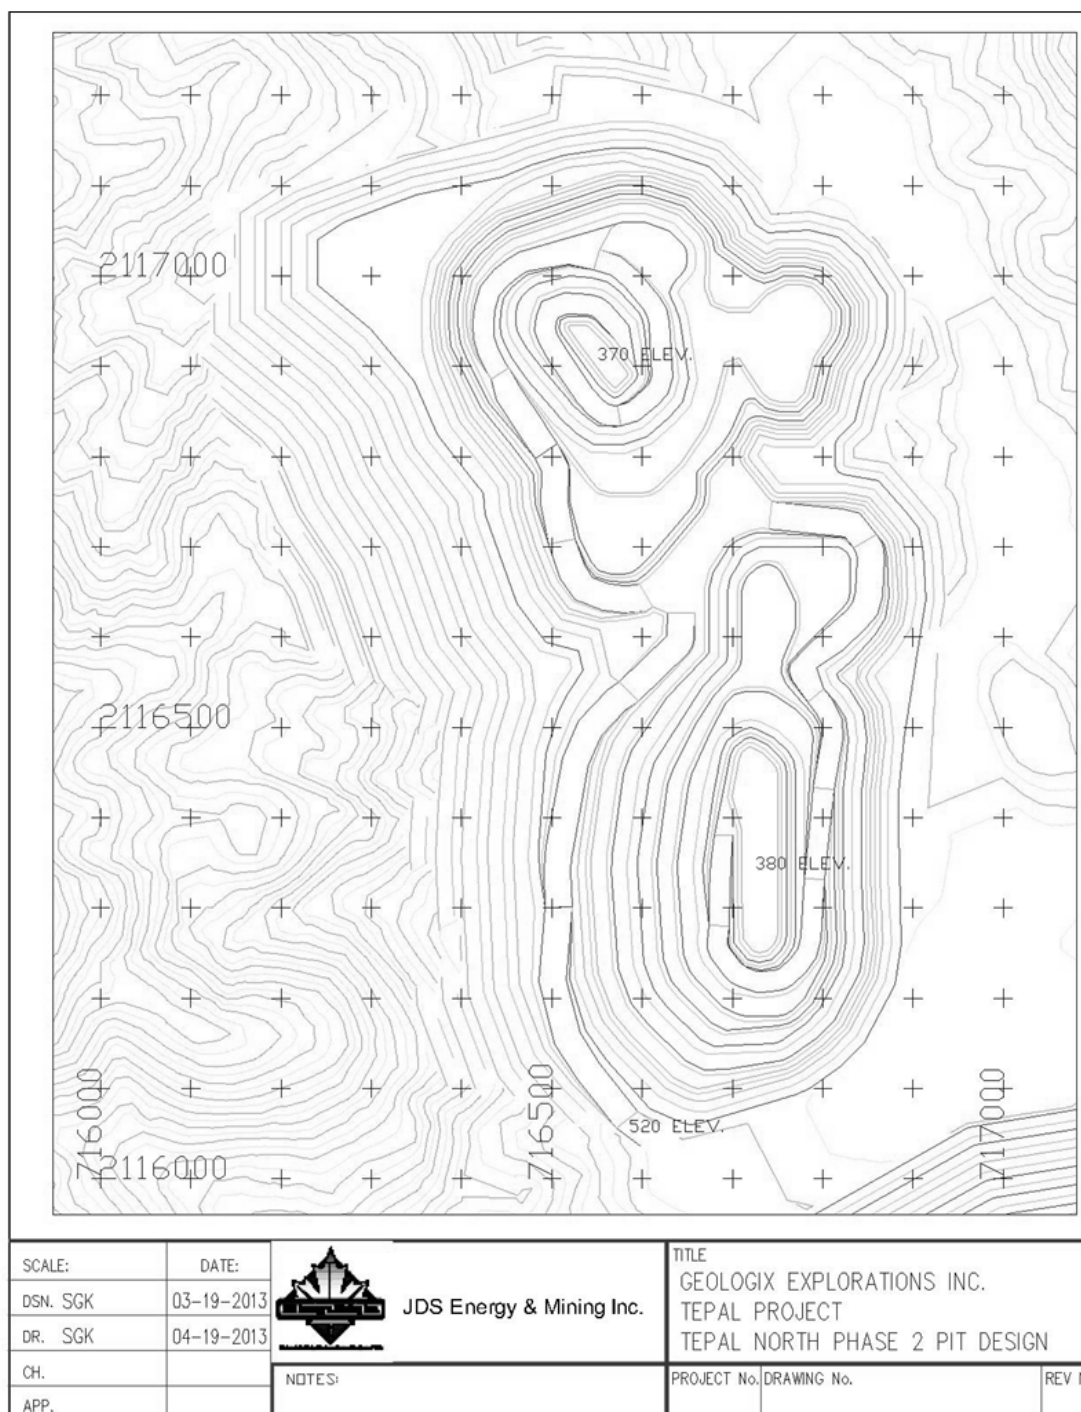 2117000
370 ELEV.
2116500
380 ELEV.
716000
716500
717000
520 ELEV.
2116000
SCALE:
DATE:
DSN. SGK
03-19-2013
DR. SGK
04-19-2013
CH.
APP.
JDS Energy & Mining Inc.
NOTES:
TITLE
GEOLOGIX EXPLORATIONS INC.
TEPAL PROJECT
TEPAL NORTH PHASE 2 PIT DESIGN
PROJECT No.
DRAWING No.
REV